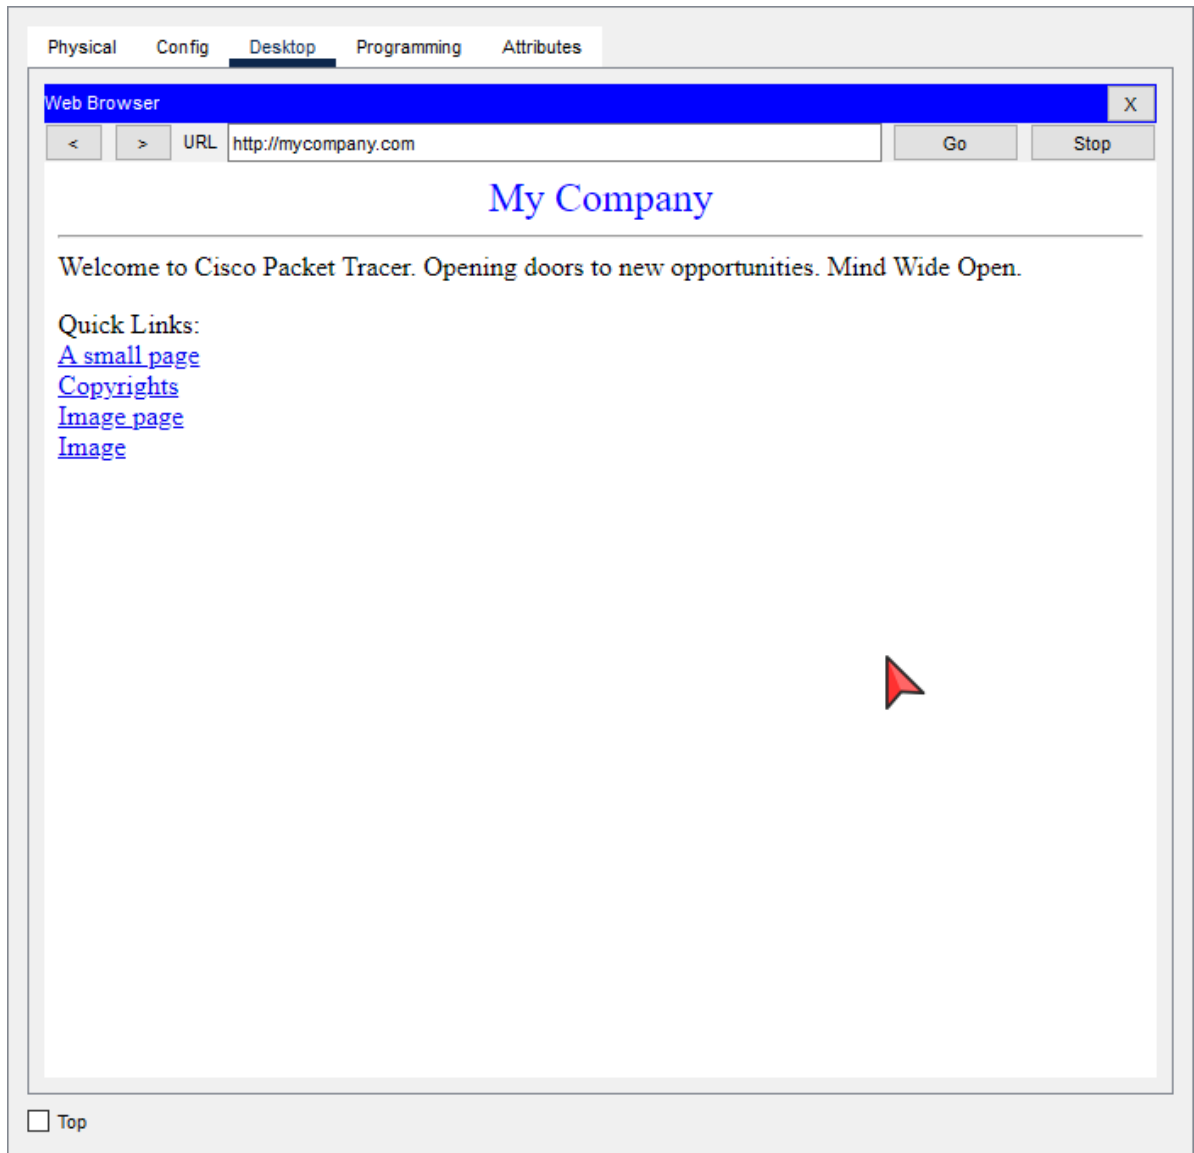 Physical Config Desktop Programming Attributes
Web Browser X
< > URL http://mycompany.com Go Stop
My Company
Welcome to Cisco Packet Tracer. Opening doors to new opportunities. Mind Wide Open.
Quick Links:
A small page
Copyrights
Image page
Image
Top